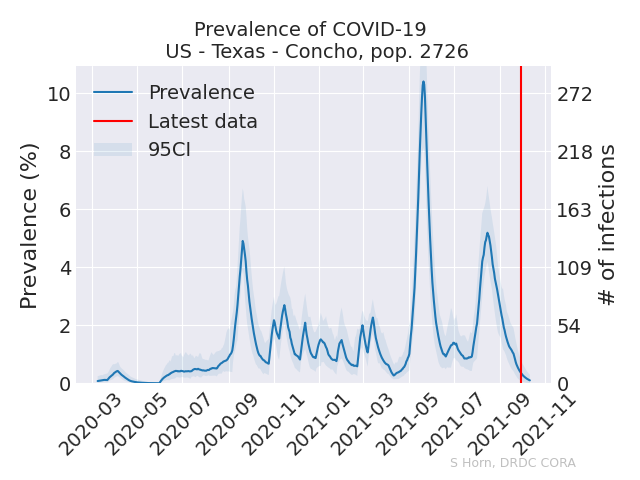 Prevalence of COVID-19
US - Texas - Concho, pop. 2726
Prevalence
Latest data
95CI
Prevalence (%)
10
8
6
4
2
0
272
218
163
109
54
0
# of infections
2020-03
2020-05
2020-07
2020-09
2020-11
2021-01
2021-03
2021-05
2021-07
2021-09
2021-11
S Horn, DRDC CORA